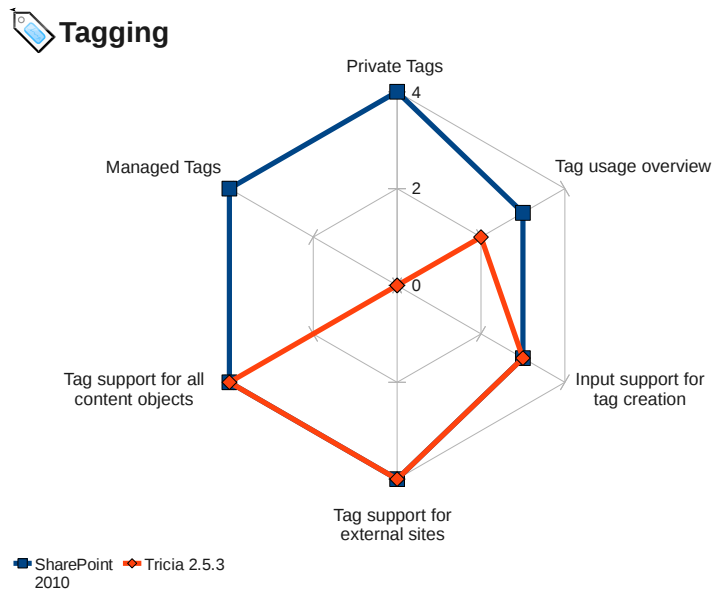 Tagging
Private Tags
4
Managed Tags
Tag usage overview
2
0
Tag support for all
content objects
Input support for
tag creation
Tag support for
external sites
SharePoint
2010
Tricia 2.5.3